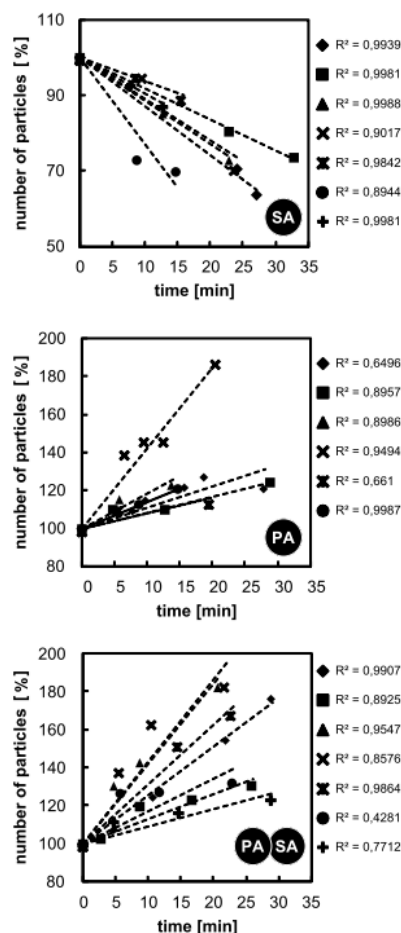 110
90
70
50
number of particles [%]
0 5 10 15 20 25 30 35
time [min]
SA
R² = 0,9939
R² = 0,9981
R² = 0,9988
R² = 0,9017
R² = 0,9842
R² = 0,8944
R² = 0,9981
200
180
160
140
120
100
80
number of particles [%]
0 5 10 15 20 25 30 35
time [min]
PA
R² = 0,6496
R² = 0,8957
R² = 0,8986
R² = 0,9494
R² = 0,661
R² = 0,9987
200
180
160
140
120
100
80
number of particles [%]
0 5 10 15 20 25 30 35
time [min]
PA SA
R² = 0,9907
R² = 0,8925
R² = 0,9547
R² = 0,8576
R² = 0,9864
R² = 0,4281
R² = 0,7712